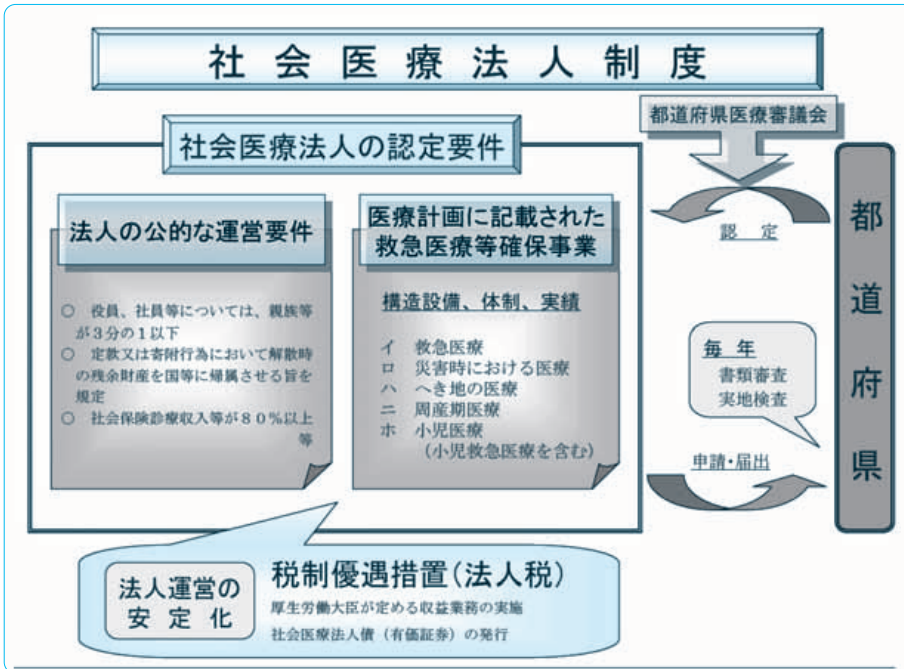 社会医療法人制度
都道府県医療審議会
社会医療法人の認定要件
法人の公的な運営要件
○ 役員、社員等については、親族等
が3分の1以下
○ 定款又は寄附行為において解散時
の残余財産を国等に帰属させる旨を
規定
○ 社会保険診療収入等が80%以上
等
医療計画に記載された
救急医療等確保事業
構造設備、体制、実績
イ 救急医療
ロ 災害時における医療
ハ へき地の医療
ニ 周産期医療
ホ 小児医療
(小児救急医療を含む)
認 定
毎 年
書類審査
実地検査
申請・届出
都道府県
法人運営の
安 定 化
税制優遇措置(法人税)
厚生労働大臣が定める収益業務の実施
社会医療法人債(有価証券)の発行